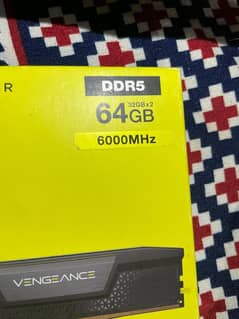 R
DDR5
32GBx2
64GB
6000MHz
VENGEANCE